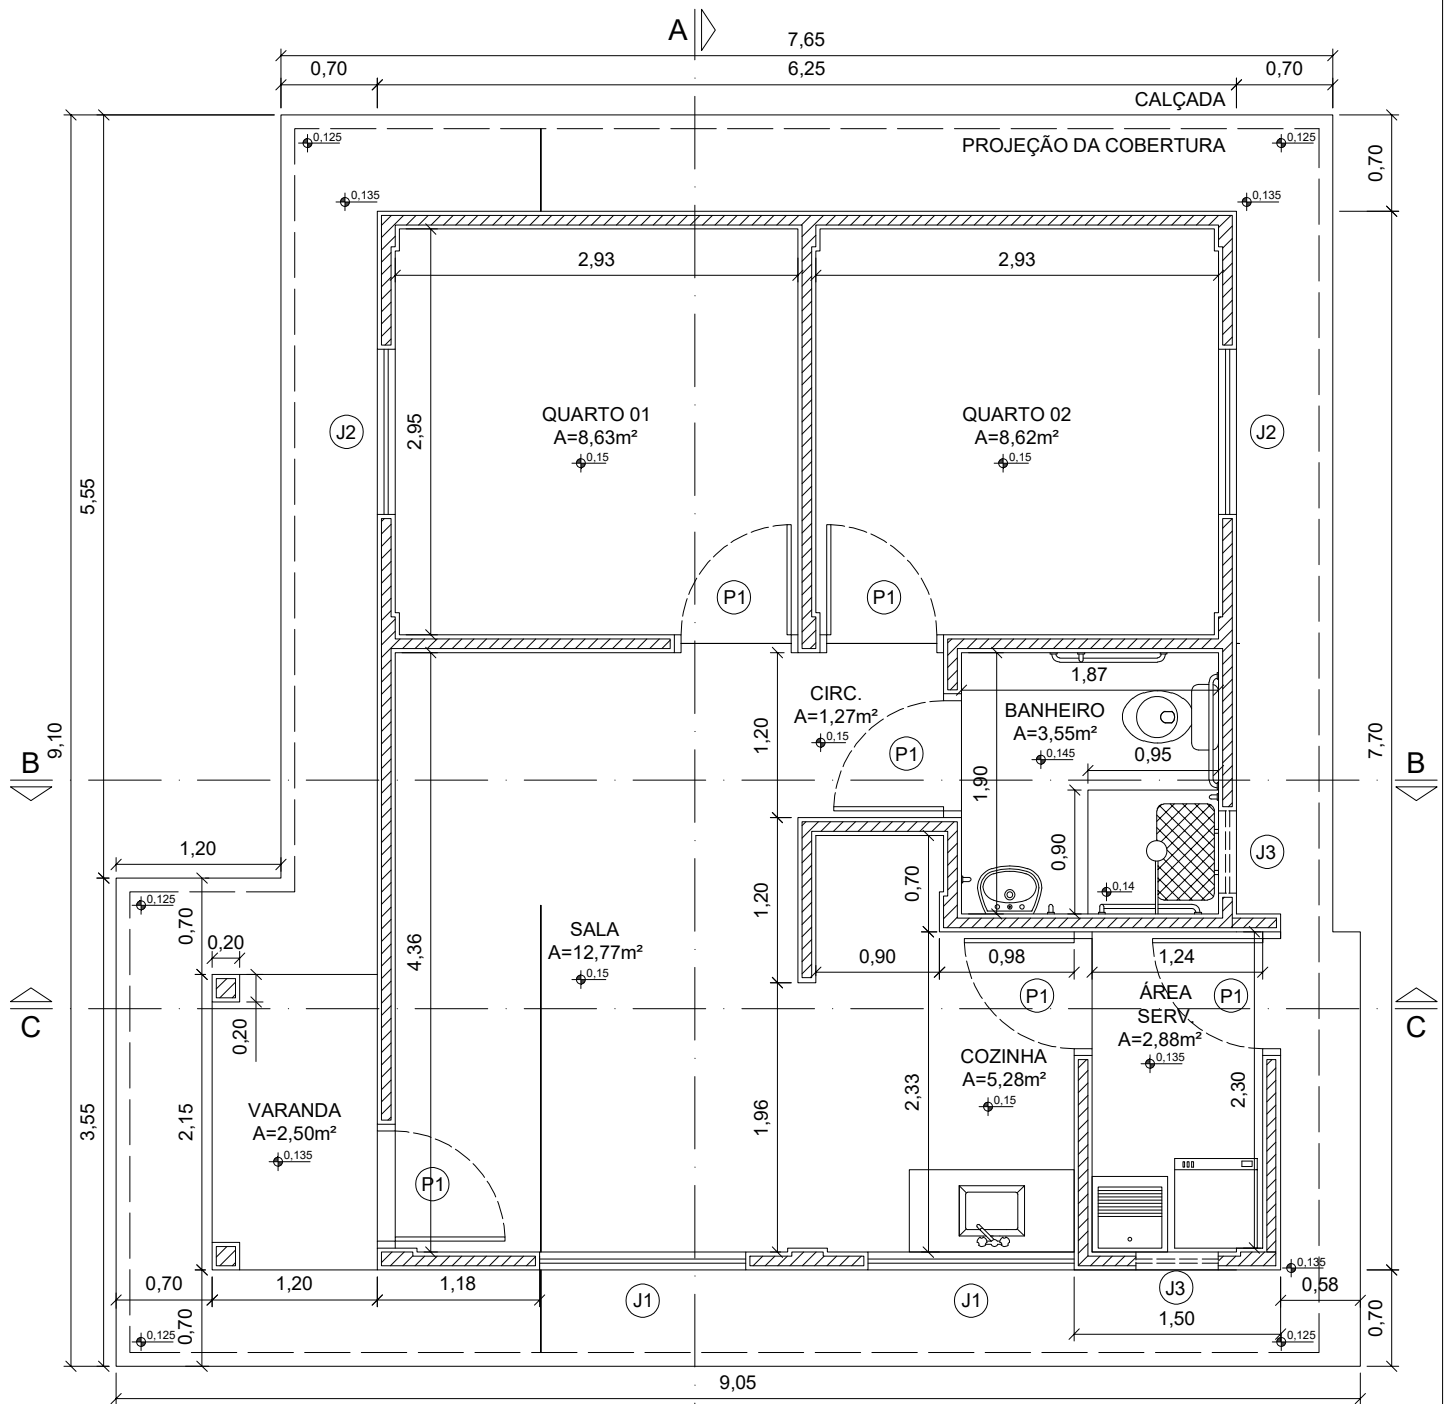 A
7,65
0,70 6,25 0,70
CALÇADA
0,125 PROJEÇÃO DA COBERTURA 0,125
0,70
0,135 0,135
2,93 2,93
J2
2,95
QUARTO 01
A=8,63m²
0,15
QUARTO 02
A=8,62m²
0,15
J2
5,55
9,10
P1 P1
1,20
CIRC.
A=1,27m²
0,15
P1
1,87
BANHEIRO
A=3,55m²
0,145
0,95
1,90
0,90
0,14
7,70
B B
J3
1,20
0,125
0,70
0,20
0,20
4,36
SALA
A=12,77m²
0,15
1,20
0,70
0,90 0,98 1,24
P1
ÁREA
SERV.
A=2,88m²
0,135
P1
C C
COZINHA
A=5,28m²
0,15
2,33
2,30
1,96
3,55
2,15
VARANDA
A=2,50m²
0,135
P1
0,70 1,20 1,18
J1 J1 J3
0,135
0,58
1,50
0,70
0,70
0,125 0,125
9,05